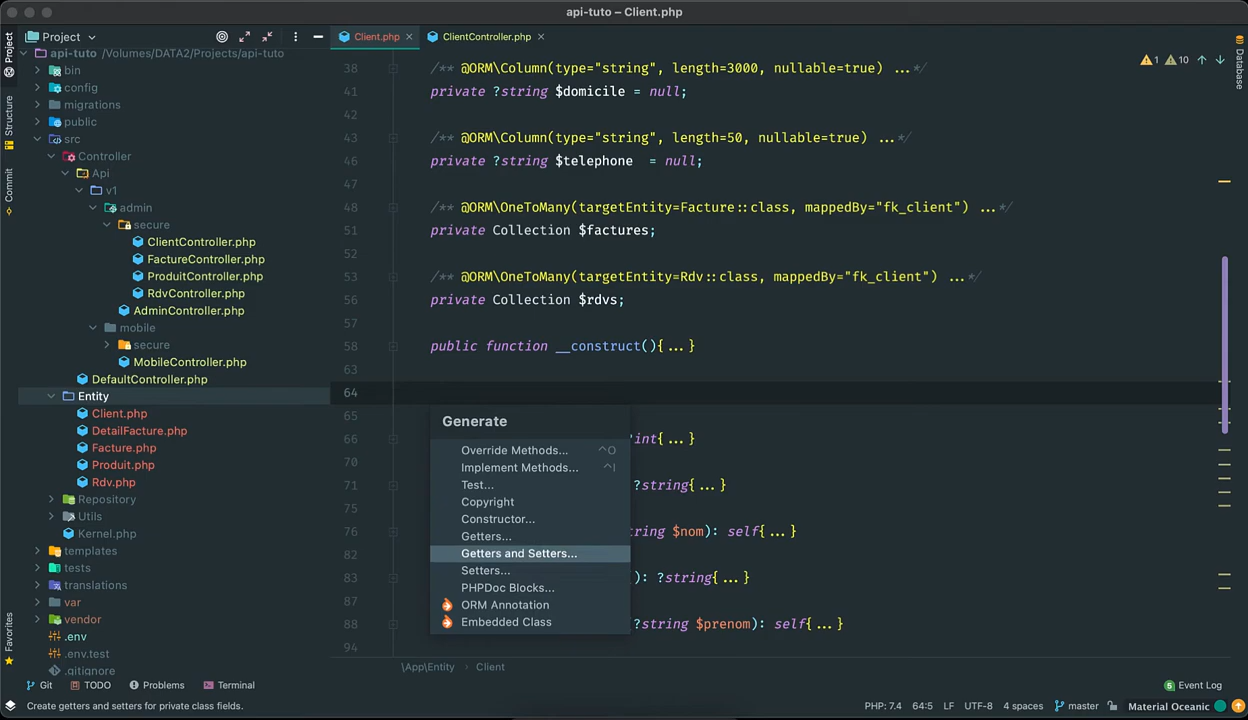 api-tuto – Client.php
Project
Client.php
ClientController.php
api-tuto /Volumes/DATA2/Projects/api-tuto
bin
config
migrations
public
src
Controller
Api
v1
admin
secure
ClientController.php
FactureController.php
ProduitController.php
RdvController.php
AdminController.php
mobile
secure
MobileController.php
DefaultController.php
Entity
Client.php
DetailFacture.php
Facture.php
Produit.php
Rdv.php
Repository
Utils
Kernel.php
templates
tests
translations
var
vendor
.env
.env.test
.gitignore
Project
Structure
Commit
Favorites
Database
1 10
38 /** @ORM\Column(type="string", length=3000, nullable=true) ...*/
41 private ?string $domicile = null;
42
43 /** @ORM\Column(type="string", length=50, nullable=true) ...*/
46 private ?string $telephone = null;
47
48 /** @ORM\OneToMany(targetEntity=Facture::class, mappedBy="fk_client") ...*/
51 private Collection $factures;
52
53 /** @ORM\OneToMany(targetEntity=Rdv::class, mappedBy="fk_client") ...*/
56 private Collection $rdvs;
57
58 public function __construct(){...}
63
64
65
66 int{...}
70
71 ?string{...}
75
76 tring $nom): self{...}
82
83 ): ?string{...}
87
88 ?string $prenom): self{...}
94
Generate
Override Methods... ^O
Implement Methods... ^I
Test...
Copyright
Constructor...
Getters...
Getters and Setters...
Setters...
PHPDoc Blocks...
ORM Annotation
Embedded Class
\App\Entity › Client
Git TODO Problems Terminal 5 Event Log
Create getters and setters for private class fields. PHP: 7.4 64:5 LF UTF-8 4 spaces master Material Oceanic